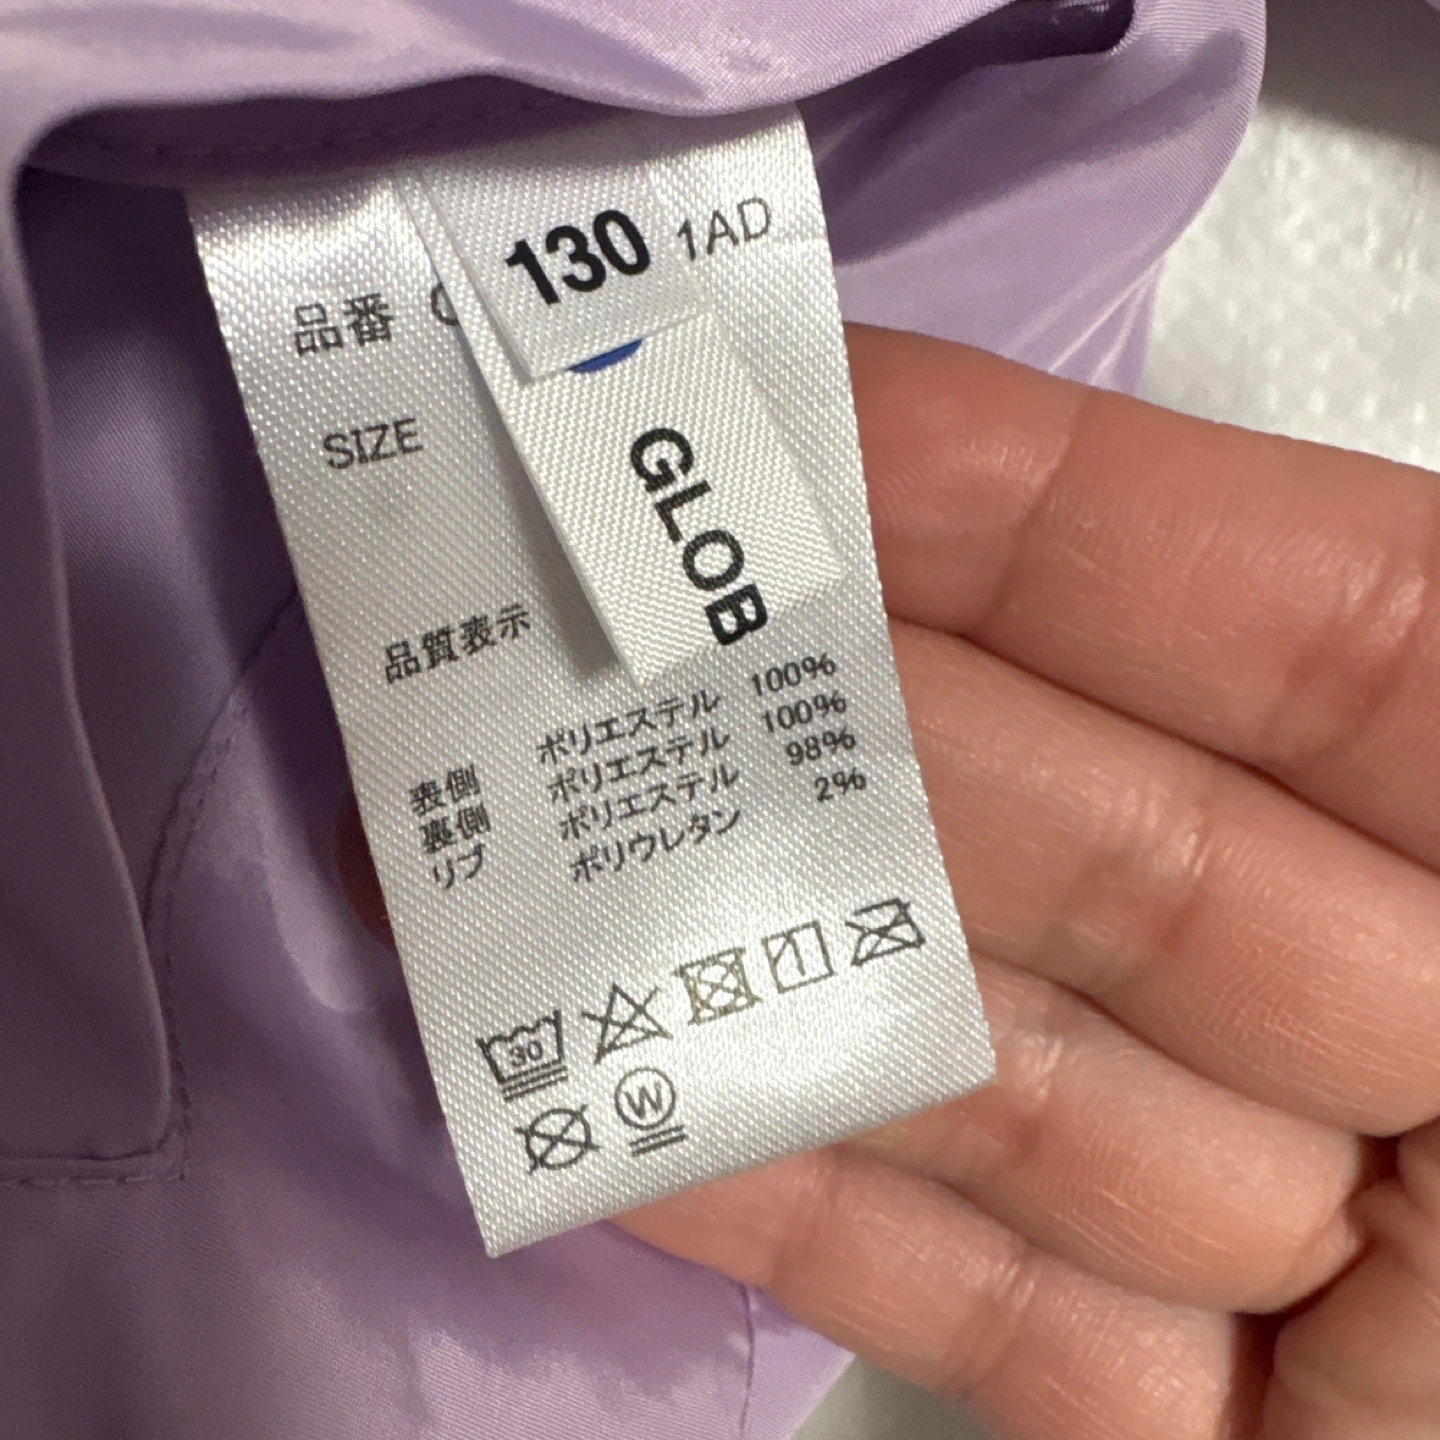 130
1AD
品番
SIZE
GLOB
品質表示
表側 ポリエステル 100%
裏側 ポリエステル 100%
リブ ポリエステル 98%
ポリウレタン 2%
30
W